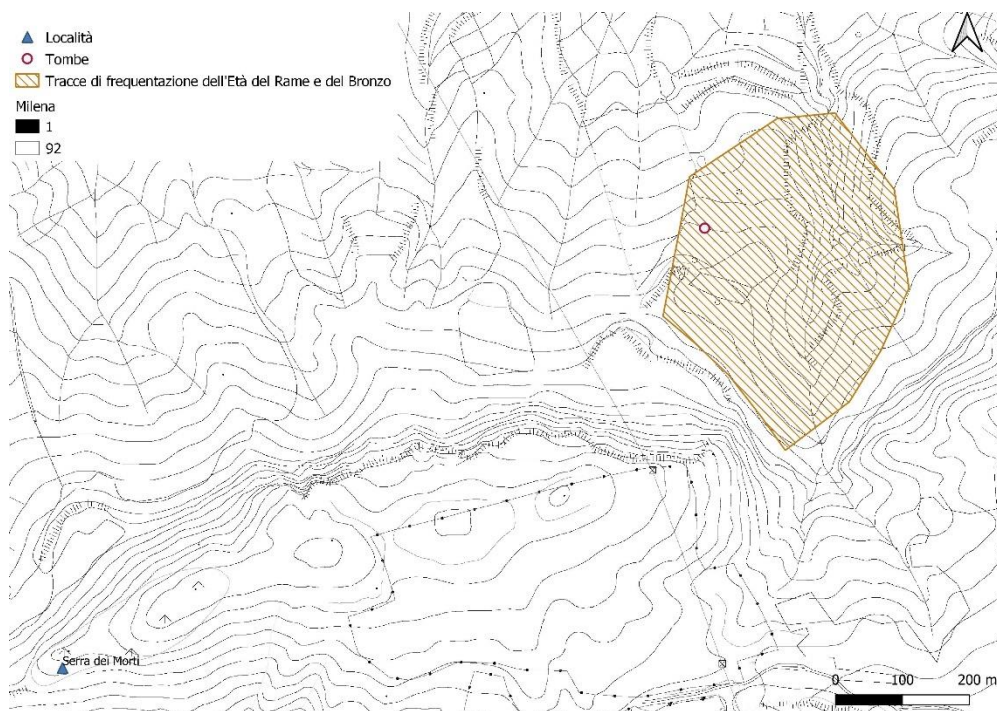 Località
Tombe
Tracce di frequentazione dell'Età del Rame e del Bronzo
Milena
1
92
Serra dei Morti
0 100 200 m